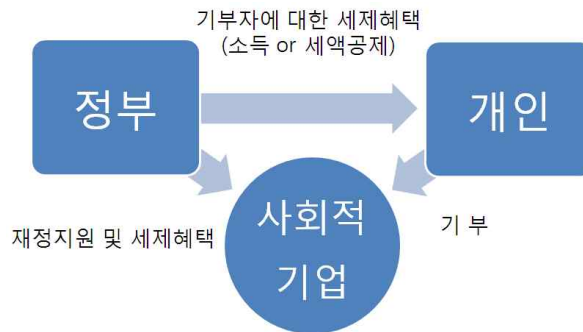 기부자에 대한 세제혜택
(소득 or 세액공제)
정부
개인
사회적
기업
재정지원 및 세제혜택
기 부